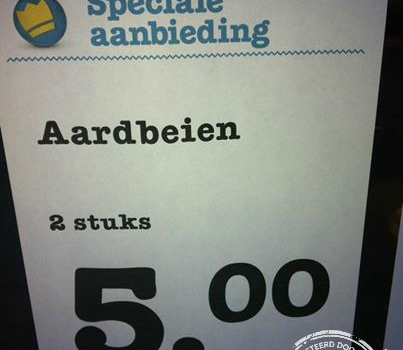 Speciale
aanbieding
Aardbeien
2 stuks
5.00